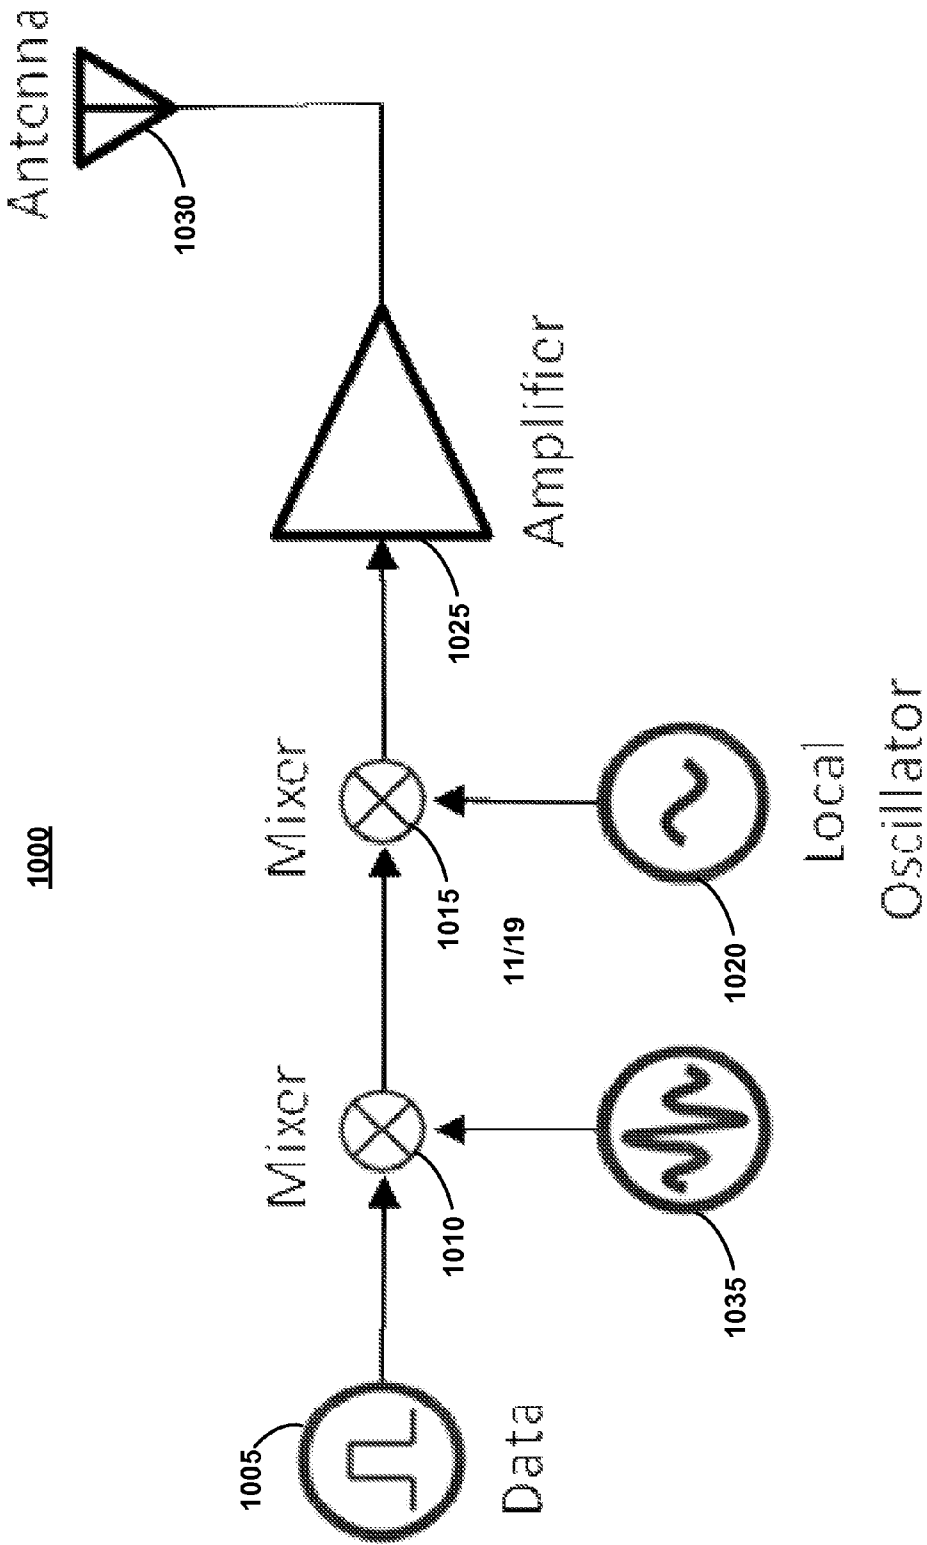 1000
Antenna
1030
Amplifier
1025
Mixer
1015
11/19
Local
Oscillator
1020
Mixer
1010
1035
1005
Data